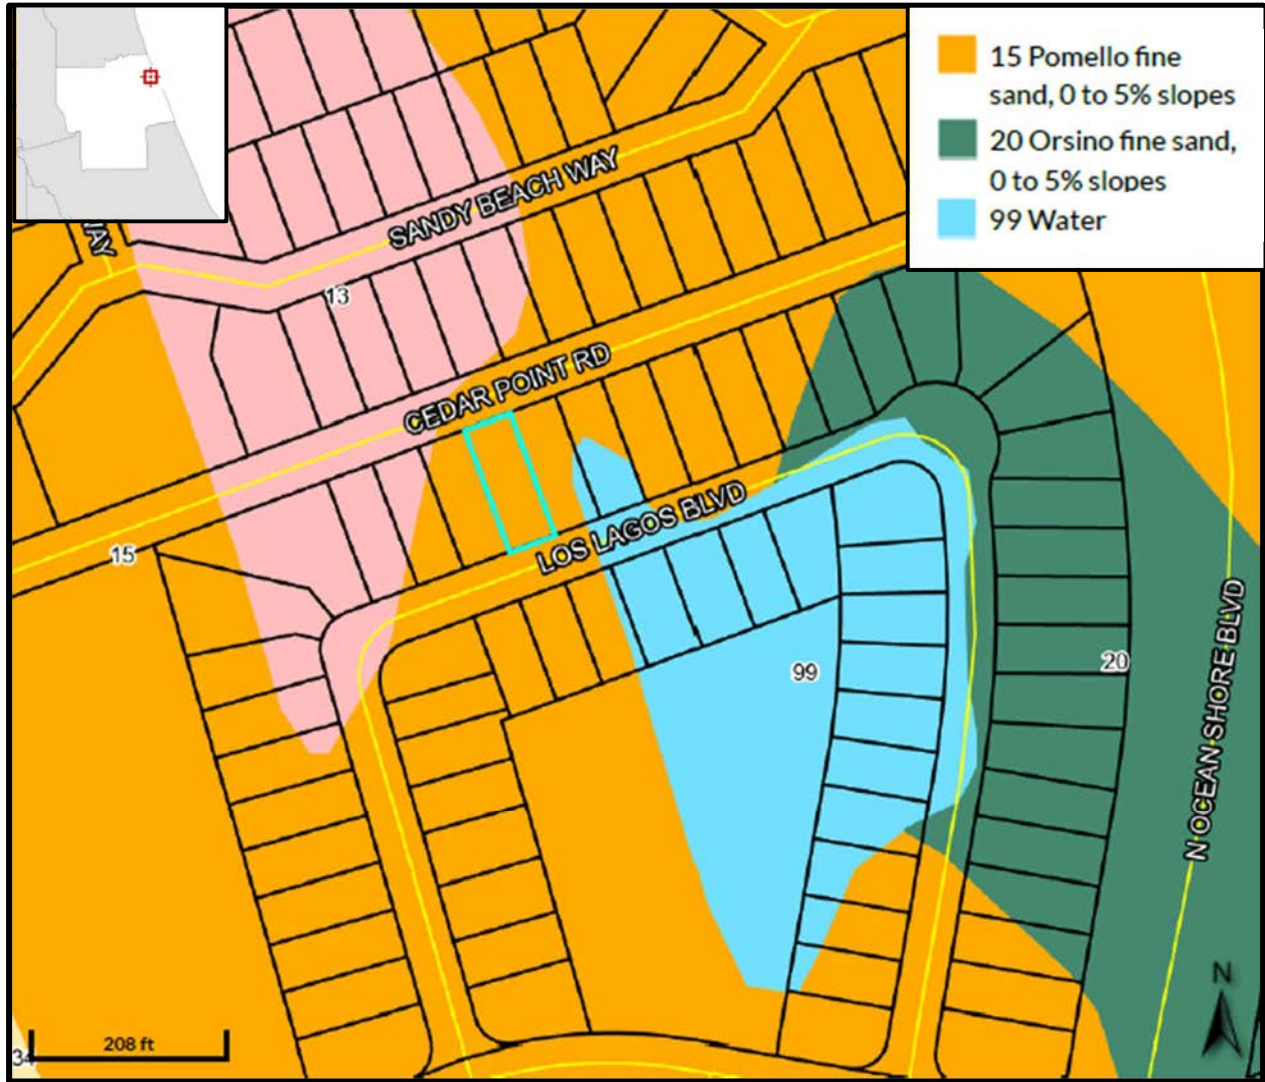 15 Pomello fine
sand, 0 to 5% slopes
20 Orsino fine sand,
0 to 5% slopes
99 Water
WAY
SANDY BEACH WAY
13
CEDAR POINT RD
15
LOS LAGOS BLVD
99
20
N OCEAN SHORE BLVD
N
208 ft
34